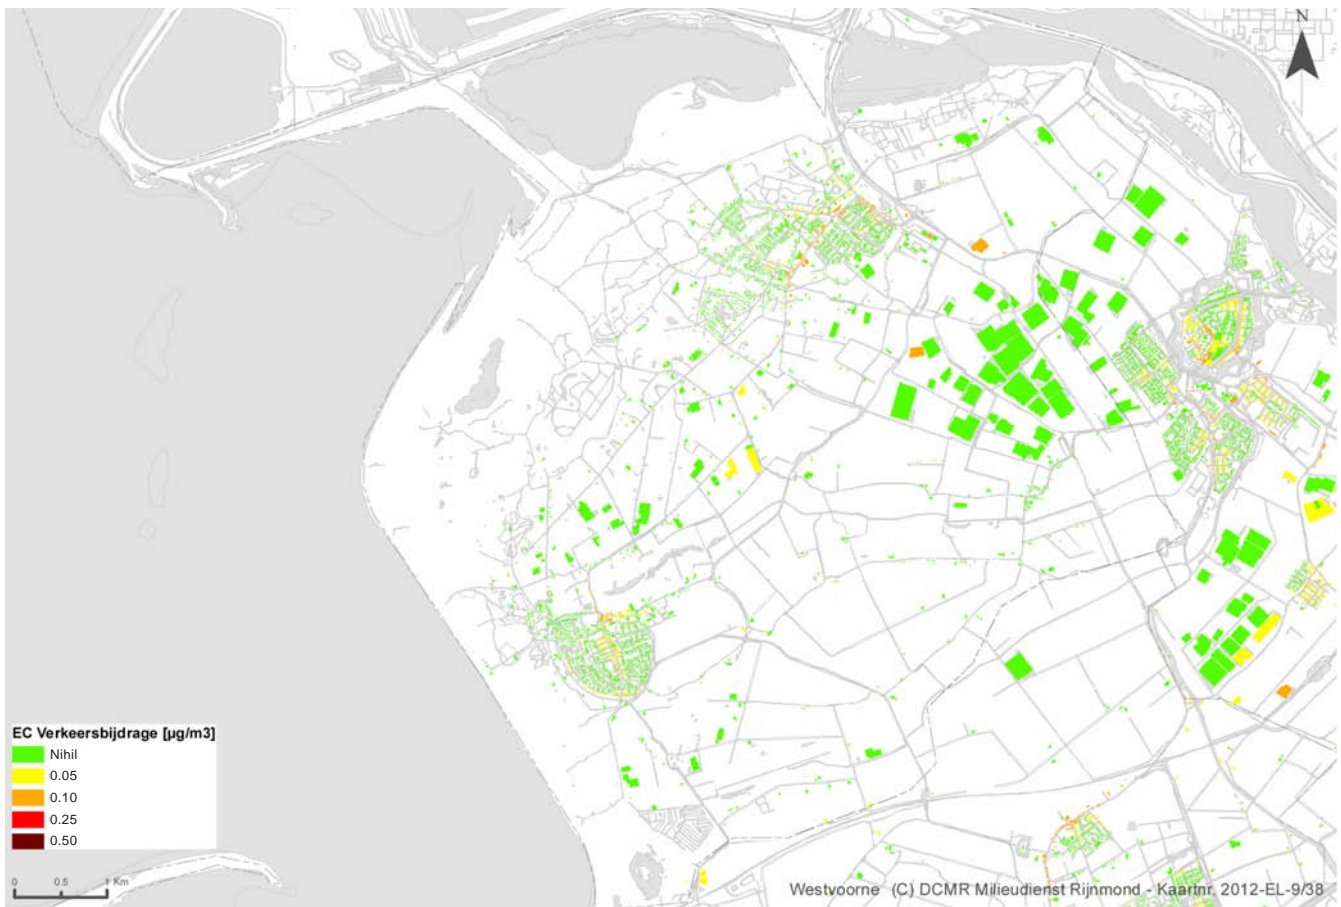 N
EC Verkeersbijdrage [µg/m3]
Nihil
0.05
0.10
0.25
0.50
0 0.5 1 Km
Westvoorne (C) DCMR Milieudienst Rijnmond - Kaartnr. 2012-EL-9/38